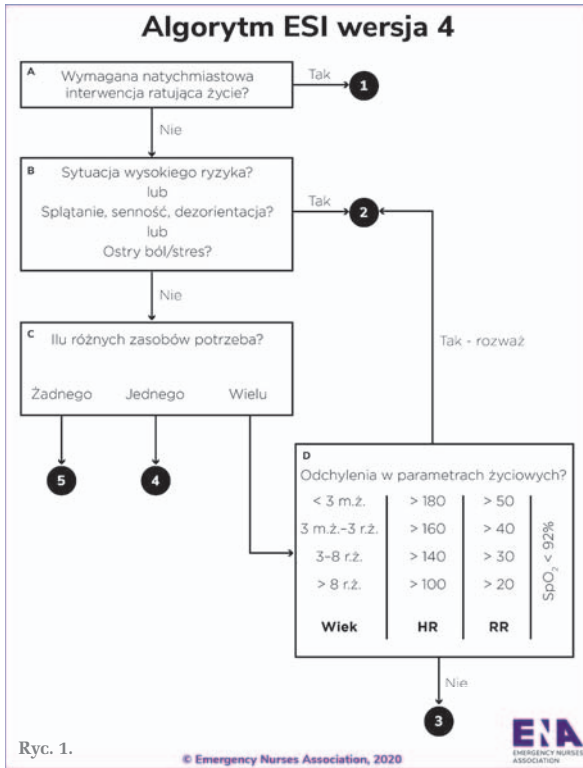 Algorytm ESI wersja 4
A
Wymagana natychmiastowa
interwencja ratująca życie?
Tak
1
Nie
B
Sytuacja wysokiego ryzyka?
lub
Splątanie, senność, dezorientacja?
lub
Ostry ból/stres?
Tak
2
Nie
Tak - rozważ
C
Ilu różnych zasobów potrzeba?
Żadnego Jednego Wielu
5 4
D
Odchylenia w parametrach życiowych?
< 3 m.ż. > 180 > 50
3 m.ż.–3 r.ż. > 160 > 40
3–8 r.ż. > 140 > 30
> 8 r.ż. > 100 > 20
Wiek HR RR
SpO₂ < 92%
Nie
3
Ryc. 1.
© Emergency Nurses Association, 2020
ENA
EMERGENCY NURSES
ASSOCIATION